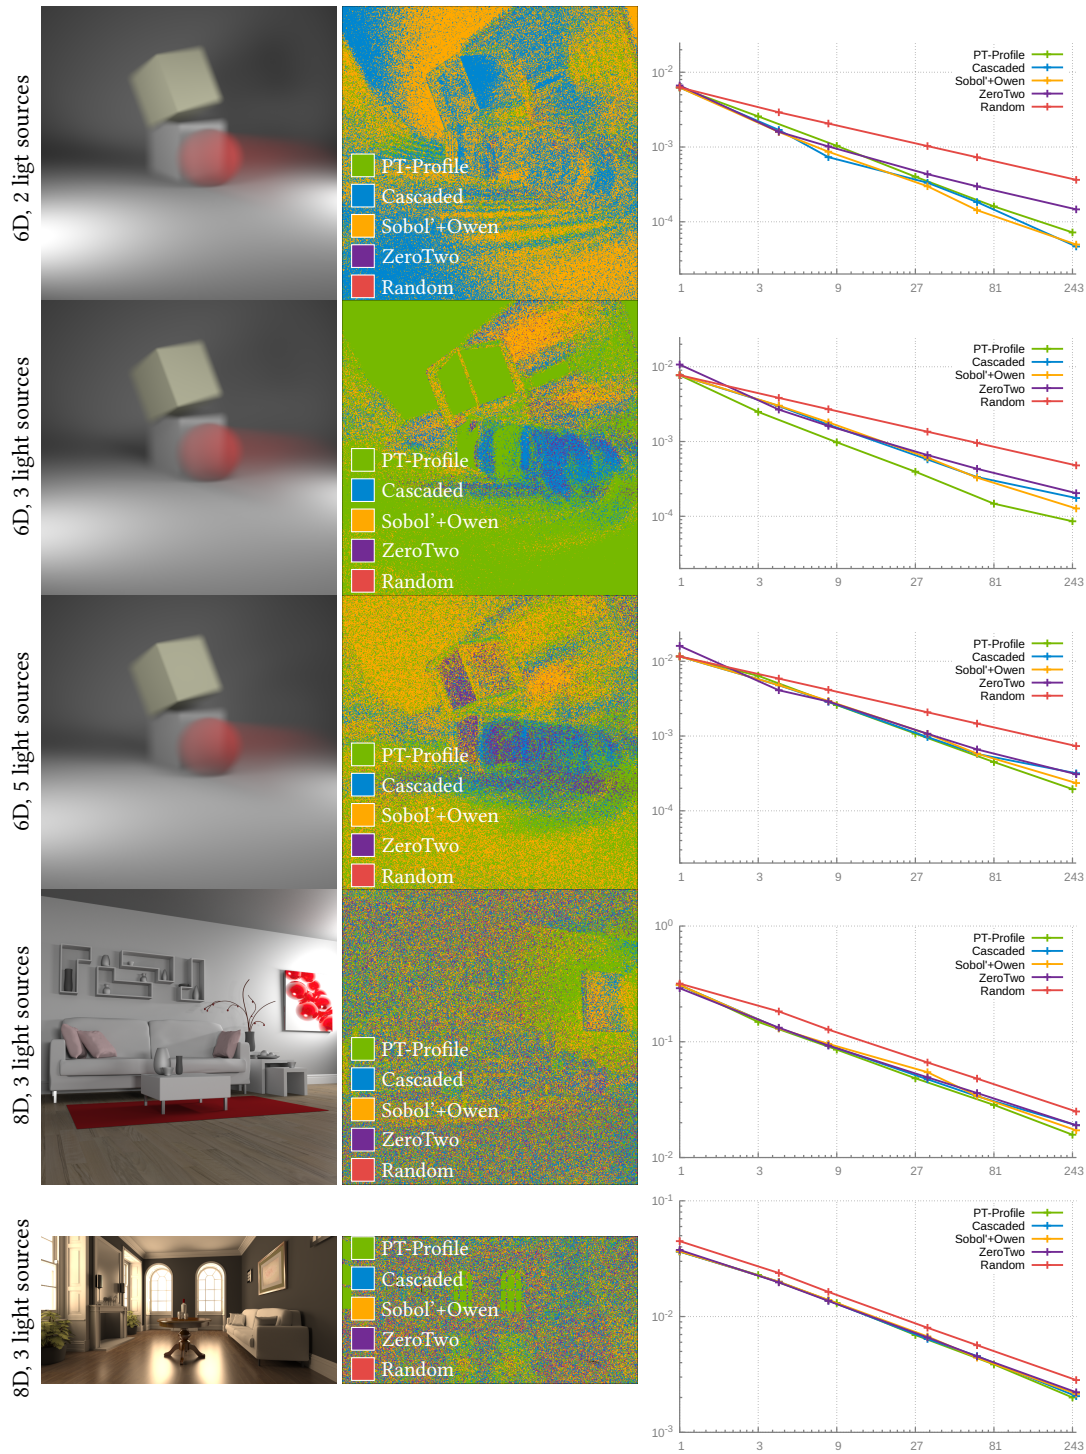 6D, 2 ligt sources
PT-Profile
Cascaded
Sobol'+Owen
ZeroTwo
Random
PT-Profile
Cascaded
Sobol'+Owen
ZeroTwo
Random
10-2
10-3
10-4
1 3 9 27 81 243
6D, 3 light sources
PT-Profile
Cascaded
Sobol'+Owen
ZeroTwo
Random
PT-Profile
Cascaded
Sobol'+Owen
ZeroTwo
Random
10-2
10-3
10-4
1 3 9 27 81 243
6D, 5 light sources
PT-Profile
Cascaded
Sobol'+Owen
ZeroTwo
Random
PT-Profile
Cascaded
Sobol'+Owen
ZeroTwo
Random
10-2
10-3
10-4
1 3 9 27 81 243
8D, 3 light sources
PT-Profile
Cascaded
Sobol'+Owen
ZeroTwo
Random
PT-Profile
Cascaded
Sobol'+Owen
ZeroTwo
Random
100
10-1
10-2
1 3 9 27 81 243
8D, 3 light sources
PT-Profile
Cascaded
Sobol'+Owen
ZeroTwo
Random
PT-Profile
Cascaded
Sobol'+Owen
ZeroTwo
Random
10-1
10-2
10-3
1 3 9 27 81 243